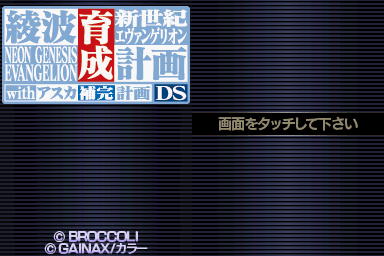 綾波育成計画
新世紀
エヴァンゲリオン
NEON GENESIS
EVANGELION
withアスカ補完計画DS
画面をタッチして下さい
© BROCCOLI
© GAINAX/カラー